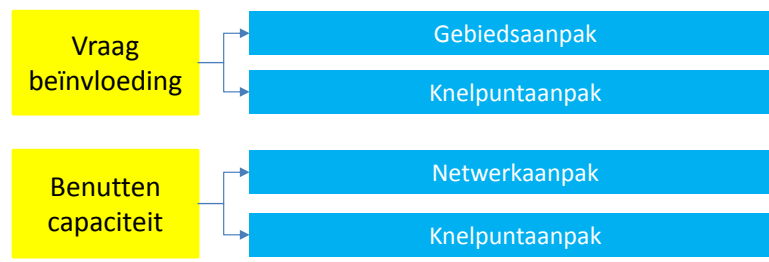 Vraag
beïnvloeding
Gebiedsaanpak
Knelpuntaanpak
Benutten
capaciteit
Netwerkaanpak
Knelpuntaanpak